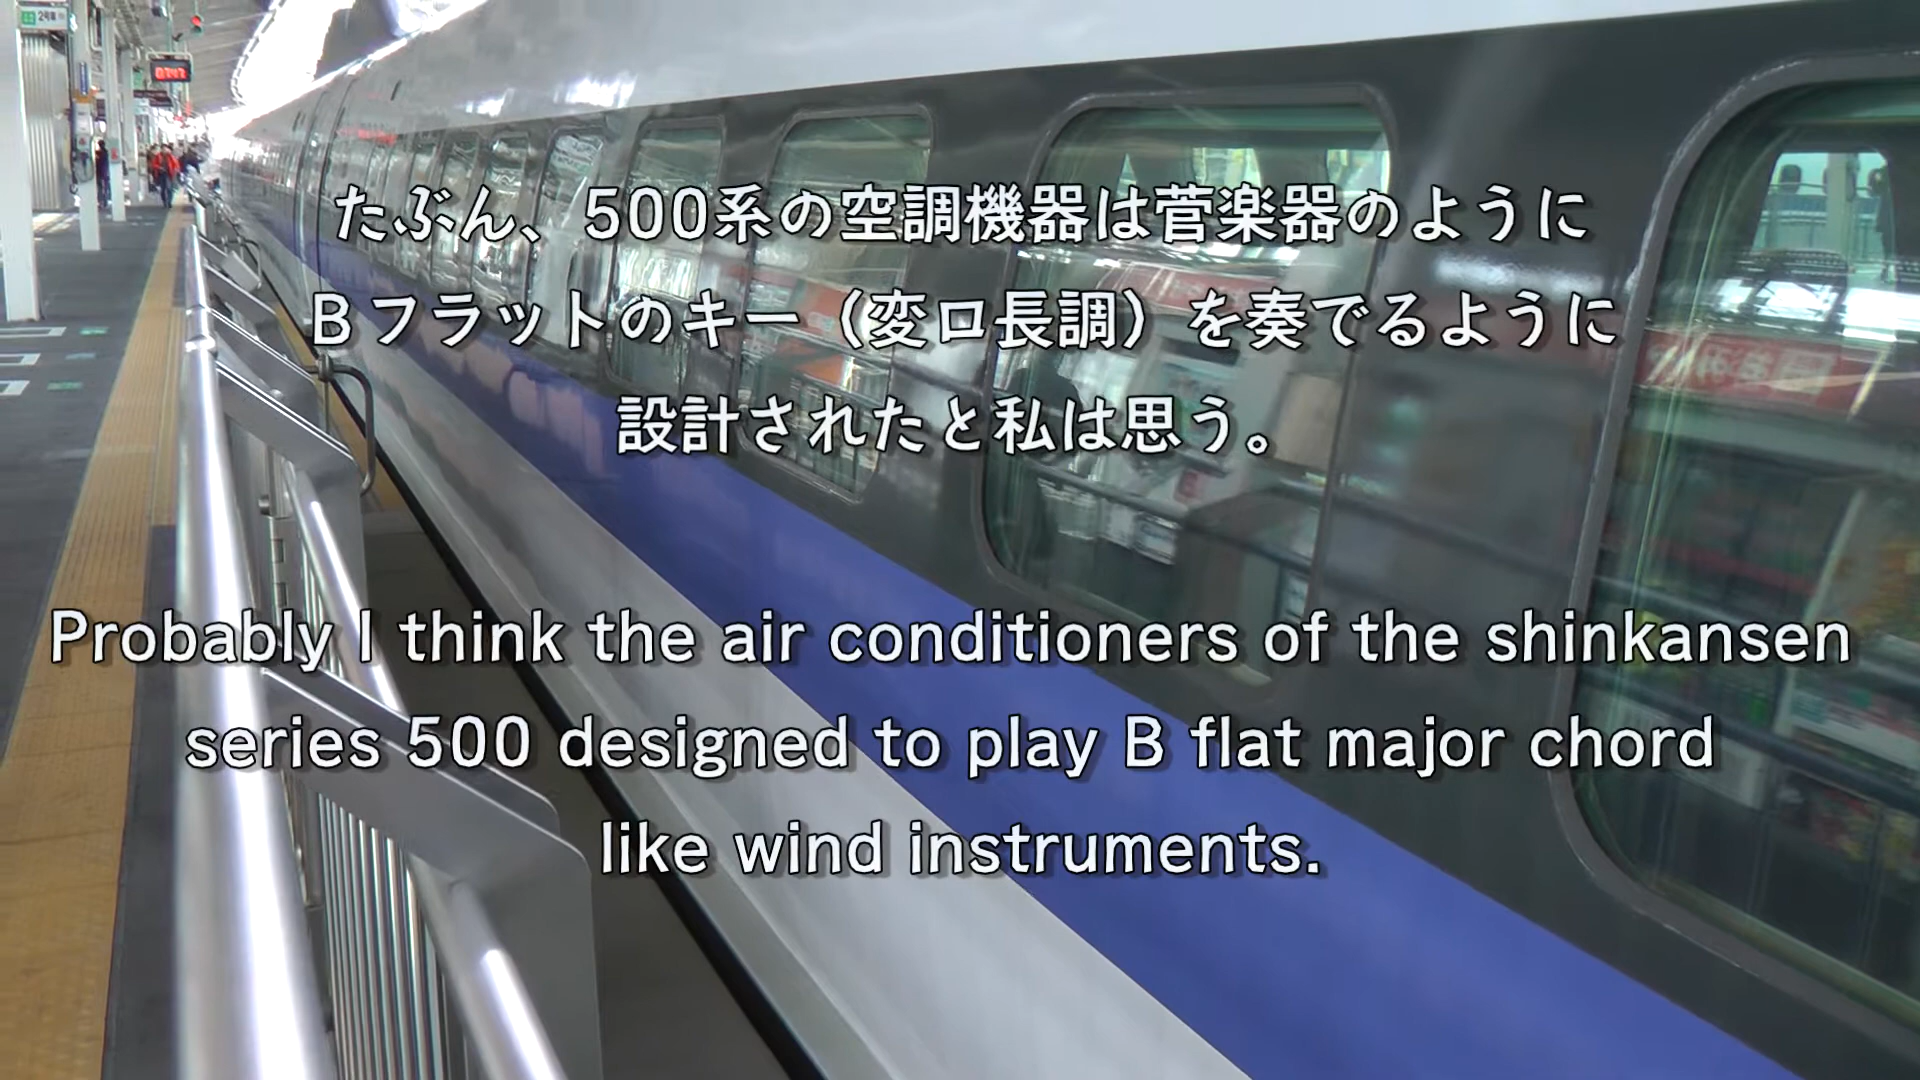 たぶん、500系の空調機器は菅楽器のように
Bフラットのキー（変ロ長調）を奏でるように
設計されたと私は思う。
Probably I think the air conditioners of the shinkansen
series 500 designed to play B flat major chord
like wind instruments.